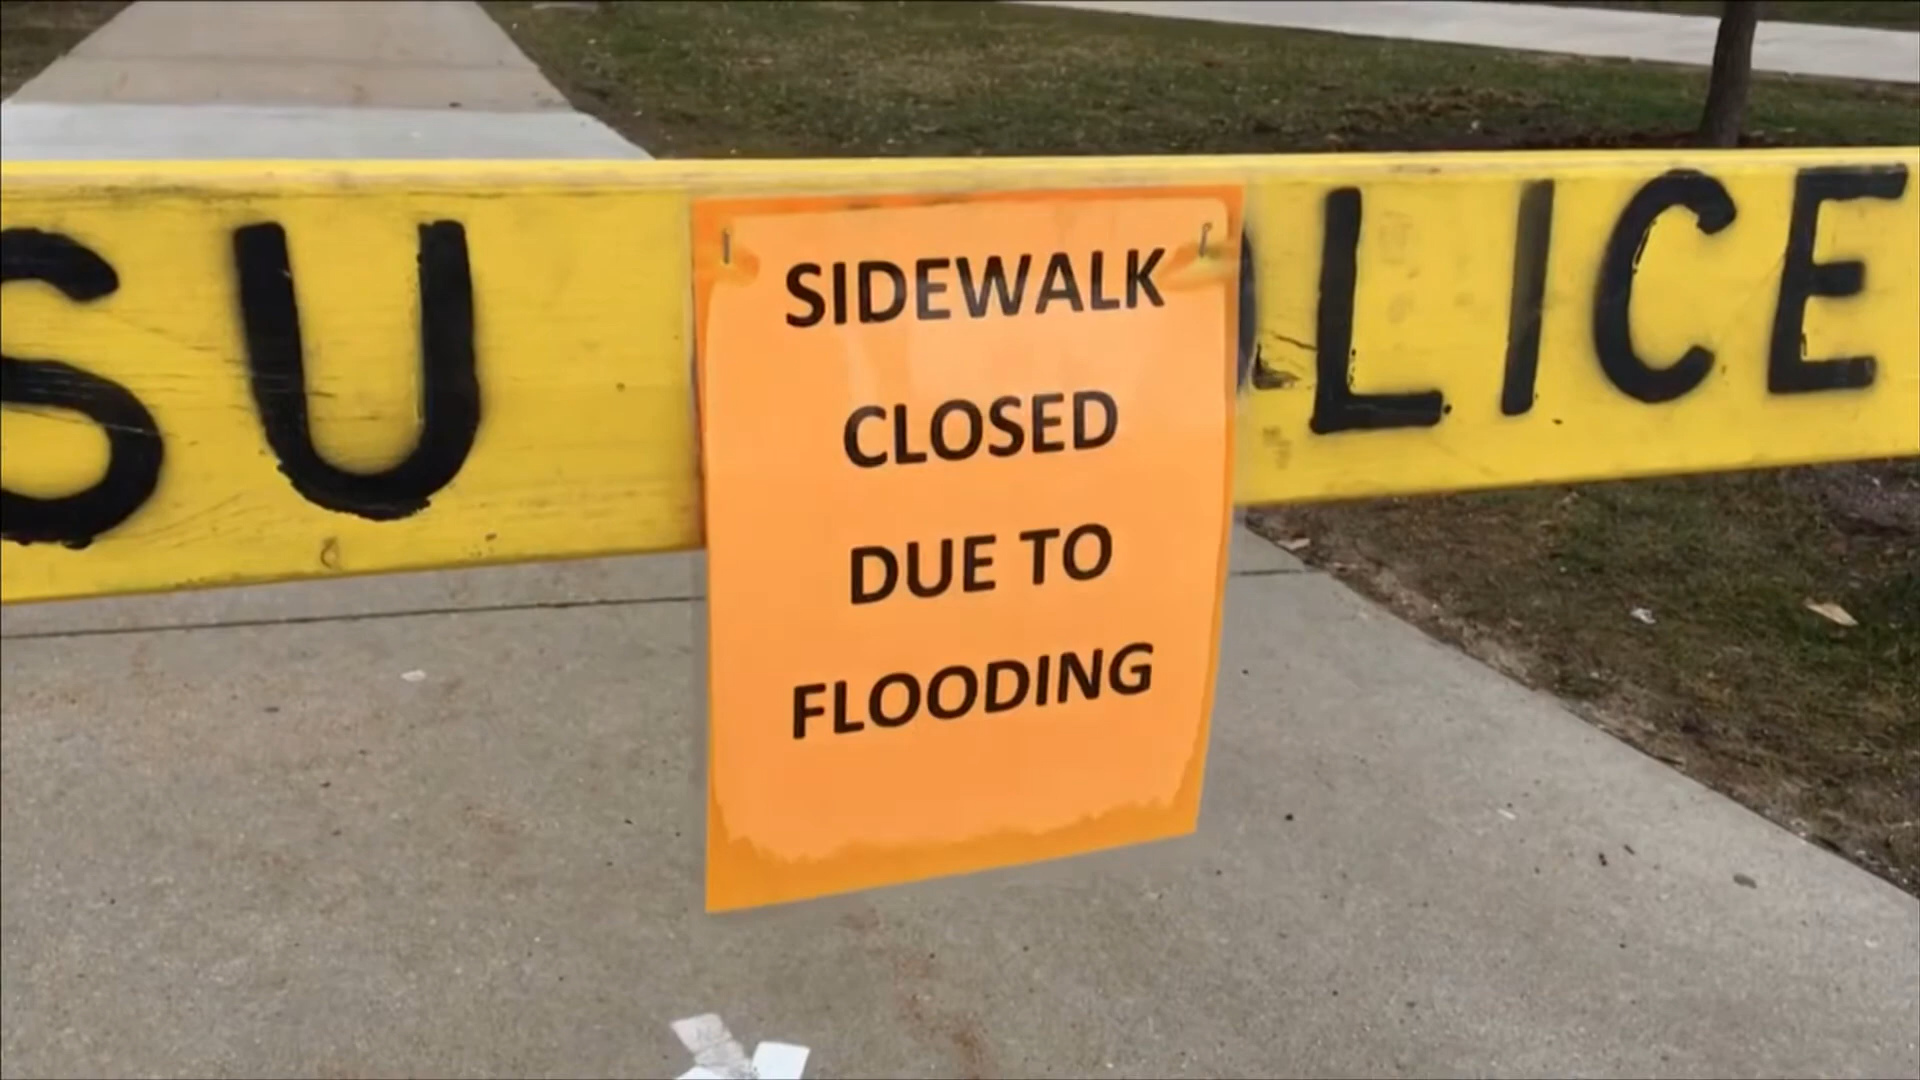 SU LICE
SIDEWALK
CLOSED
DUE TO
FLOODING